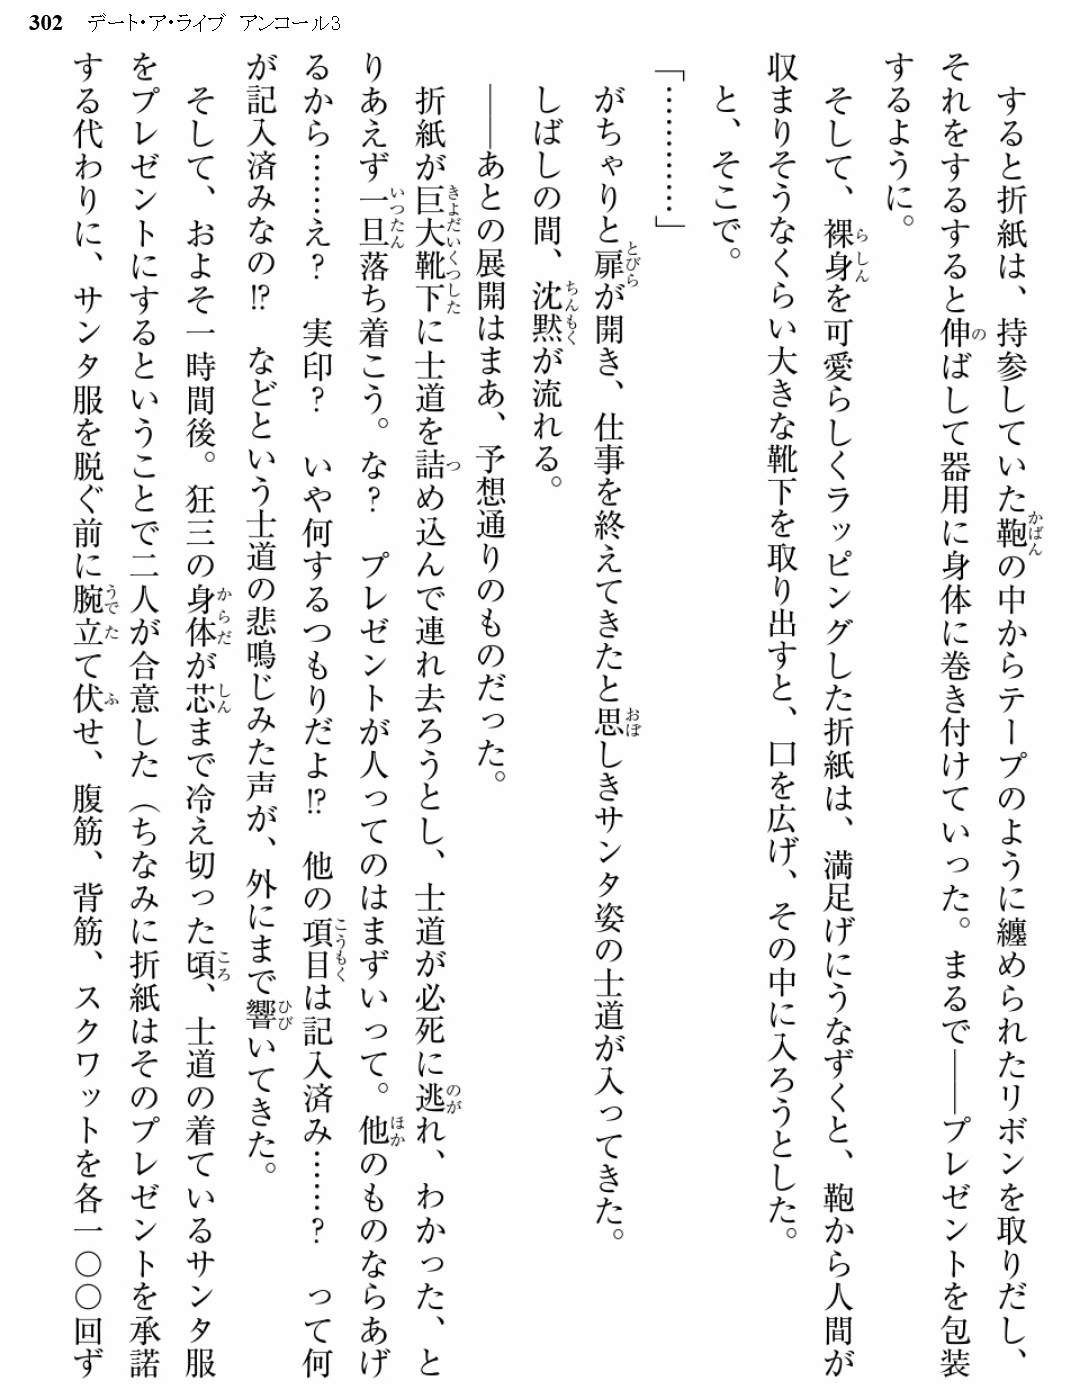 302 デート・ア・ライブ アンコール3
すると折紙は、持参していた鞄の中からテープのように纏められたリボンを取りだし、
それをするすると伸ばして器用に身体に巻き付けていった。まるで――プレゼントを包装
するように。
そして、裸身を可愛らしくラッピングした折紙は、満足げにうなずくと、鞄から人間が
収まりそうなくらい大きな靴下を取り出すと、口を広げ、その中に入ろうとした。
と、そこで。
「…………」
がちゃりと扉が開き、仕事を終えてきたと思しきサンタ姿の士道が入ってきた。
しばしの間、沈黙が流れる。
――あとの展開はまあ、予想通りのものだった。
折紙が巨大靴下に士道を詰め込んで連れ去ろうとし、士道が必死に逃れ、わかった、と
りあえず一旦落ち着こう。な? プレゼントが人ってのはまずいって。他のものならあげ
るから……え? 実印? いや何するつもりだよ!? 他の項目は記入済み……? って何
が記入済みなの!? などという士道の悲鳴じみた声が、外にまで響いてきた。
そして、およそ一時間後。狂三の身体が芯まで冷え切った頃、士道の着ているサンタ服
をプレゼントにするということで二人が合意した(ちなみに折紙はそのプレゼントを承諾
する代わりに、サンタ服を脱ぐ前に腕立て伏せ、腹筋、背筋、スクワットを各一〇〇回ず